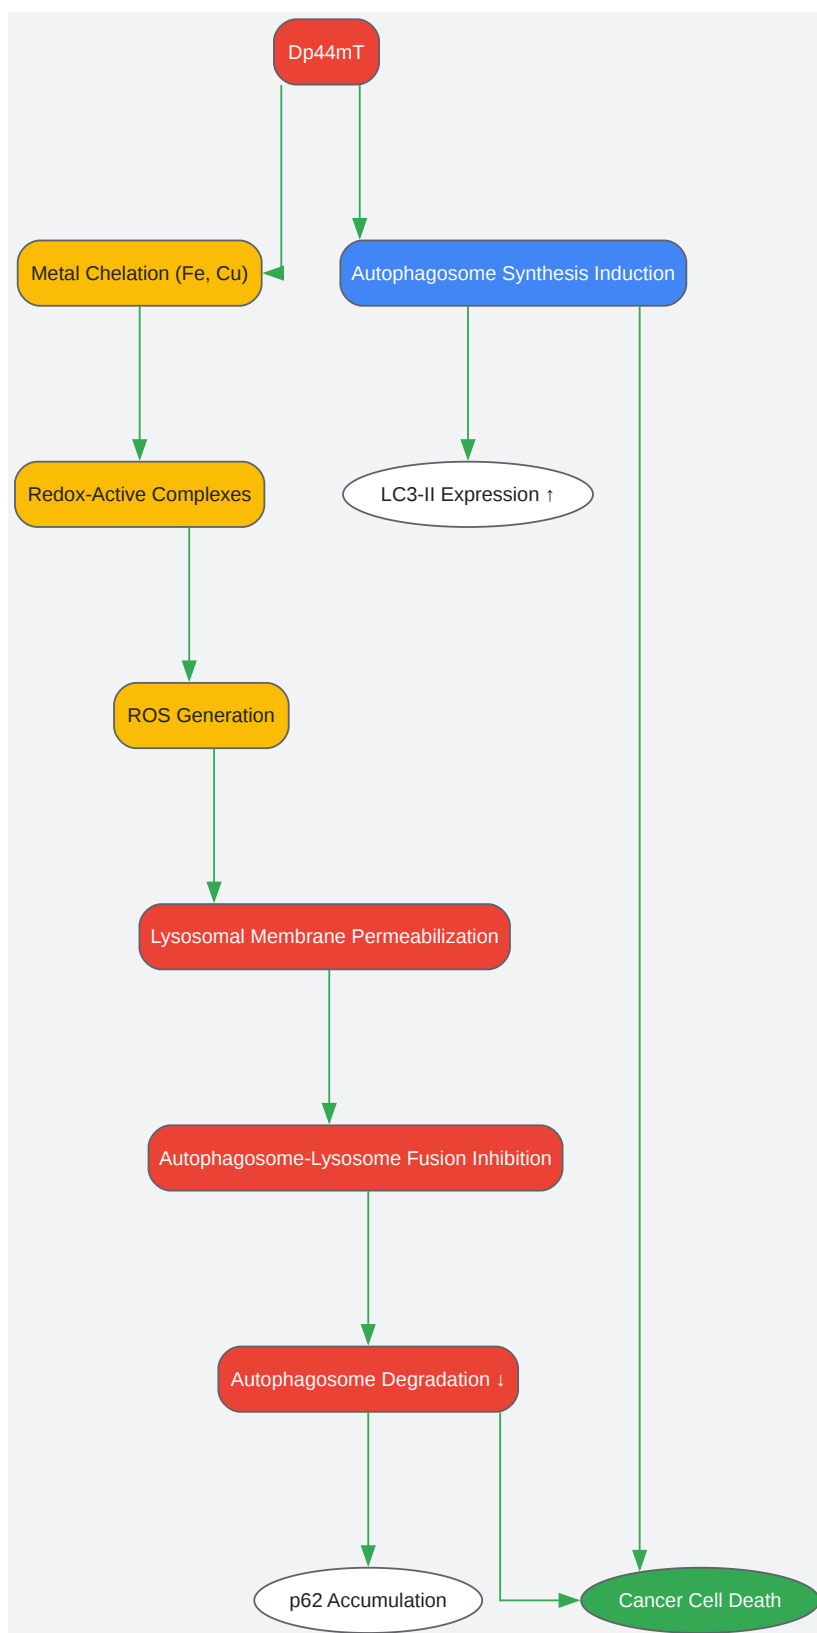 Dp44mT
Metal Chelation (Fe, Cu)
Autophagosome Synthesis Induction
Redox-Active Complexes
LC3-II Expression ↑
ROS Generation
Lysosomal Membrane Permeabilization
Autophagosome-Lysosome Fusion Inhibition
Autophagosome Degradation ↓
p62 Accumulation
Cancer Cell Death